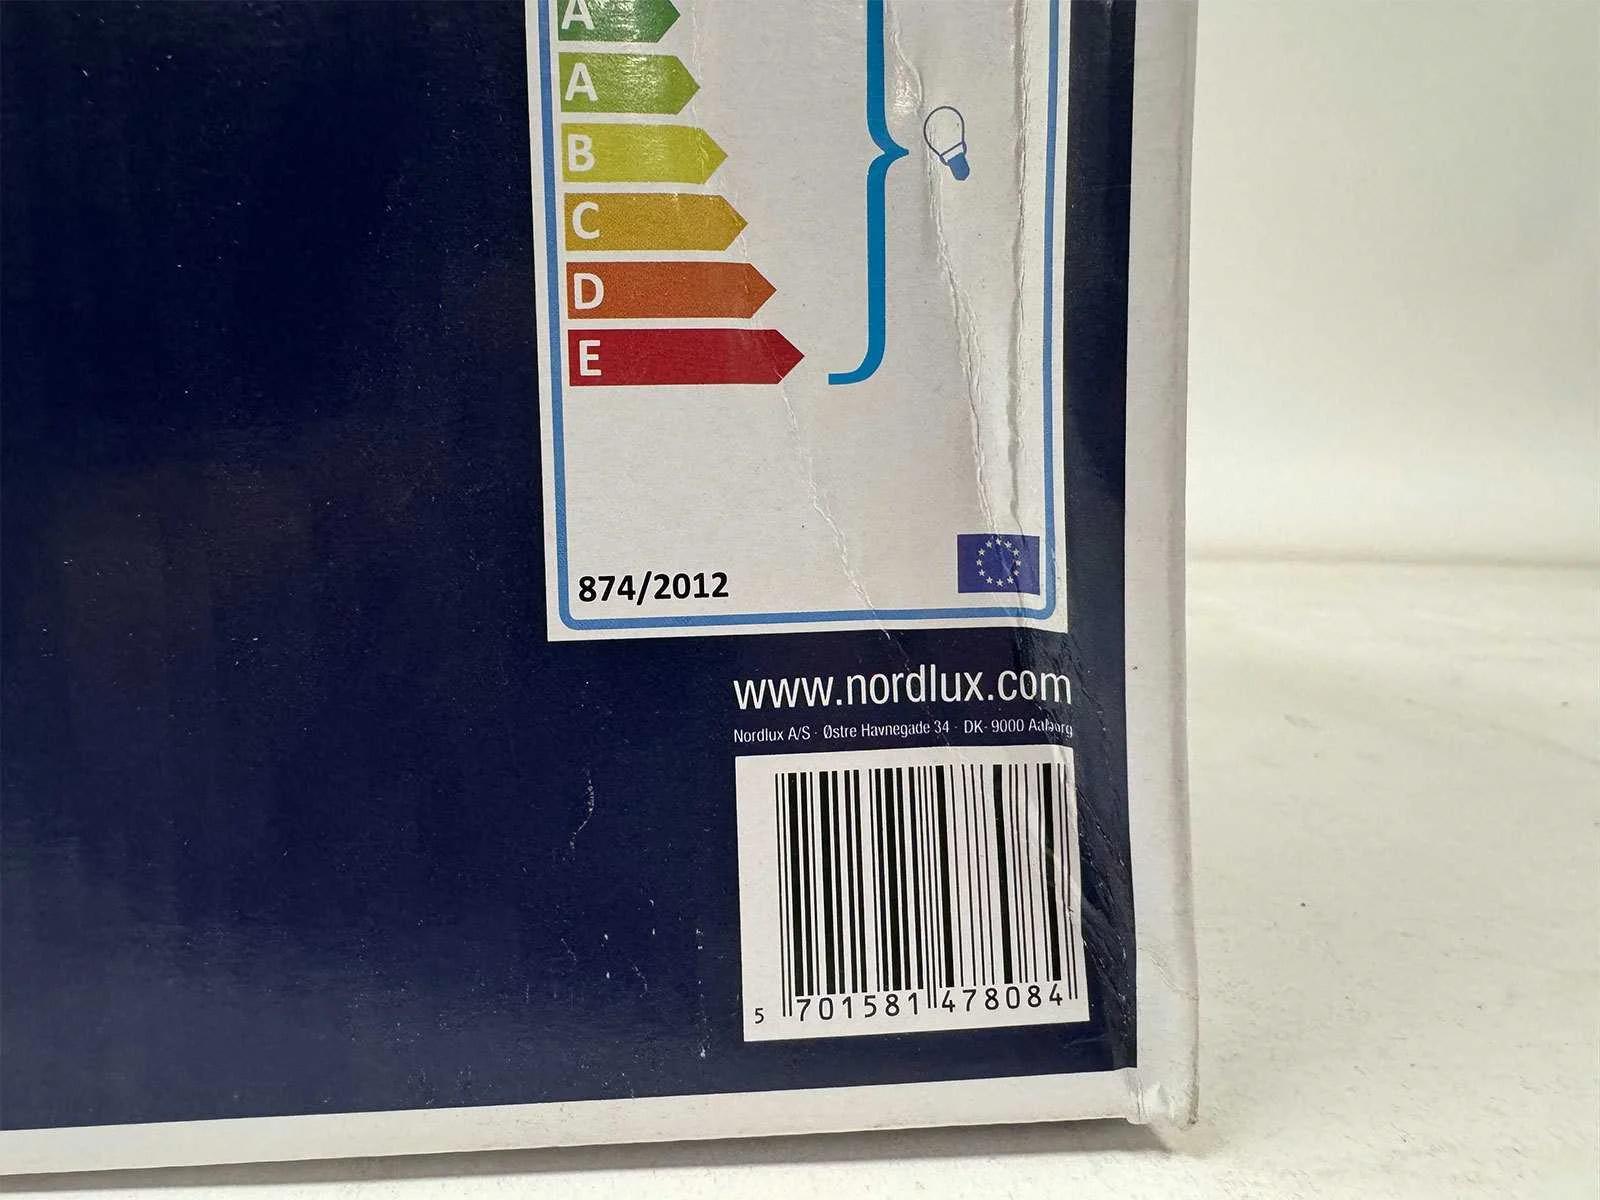 A
A
B
C
D
E
874/2012
www.nordlux.com
Nordlux A/S · Østre Havnegade 34 · DK- 9000 Aalborg
5 701581 478084